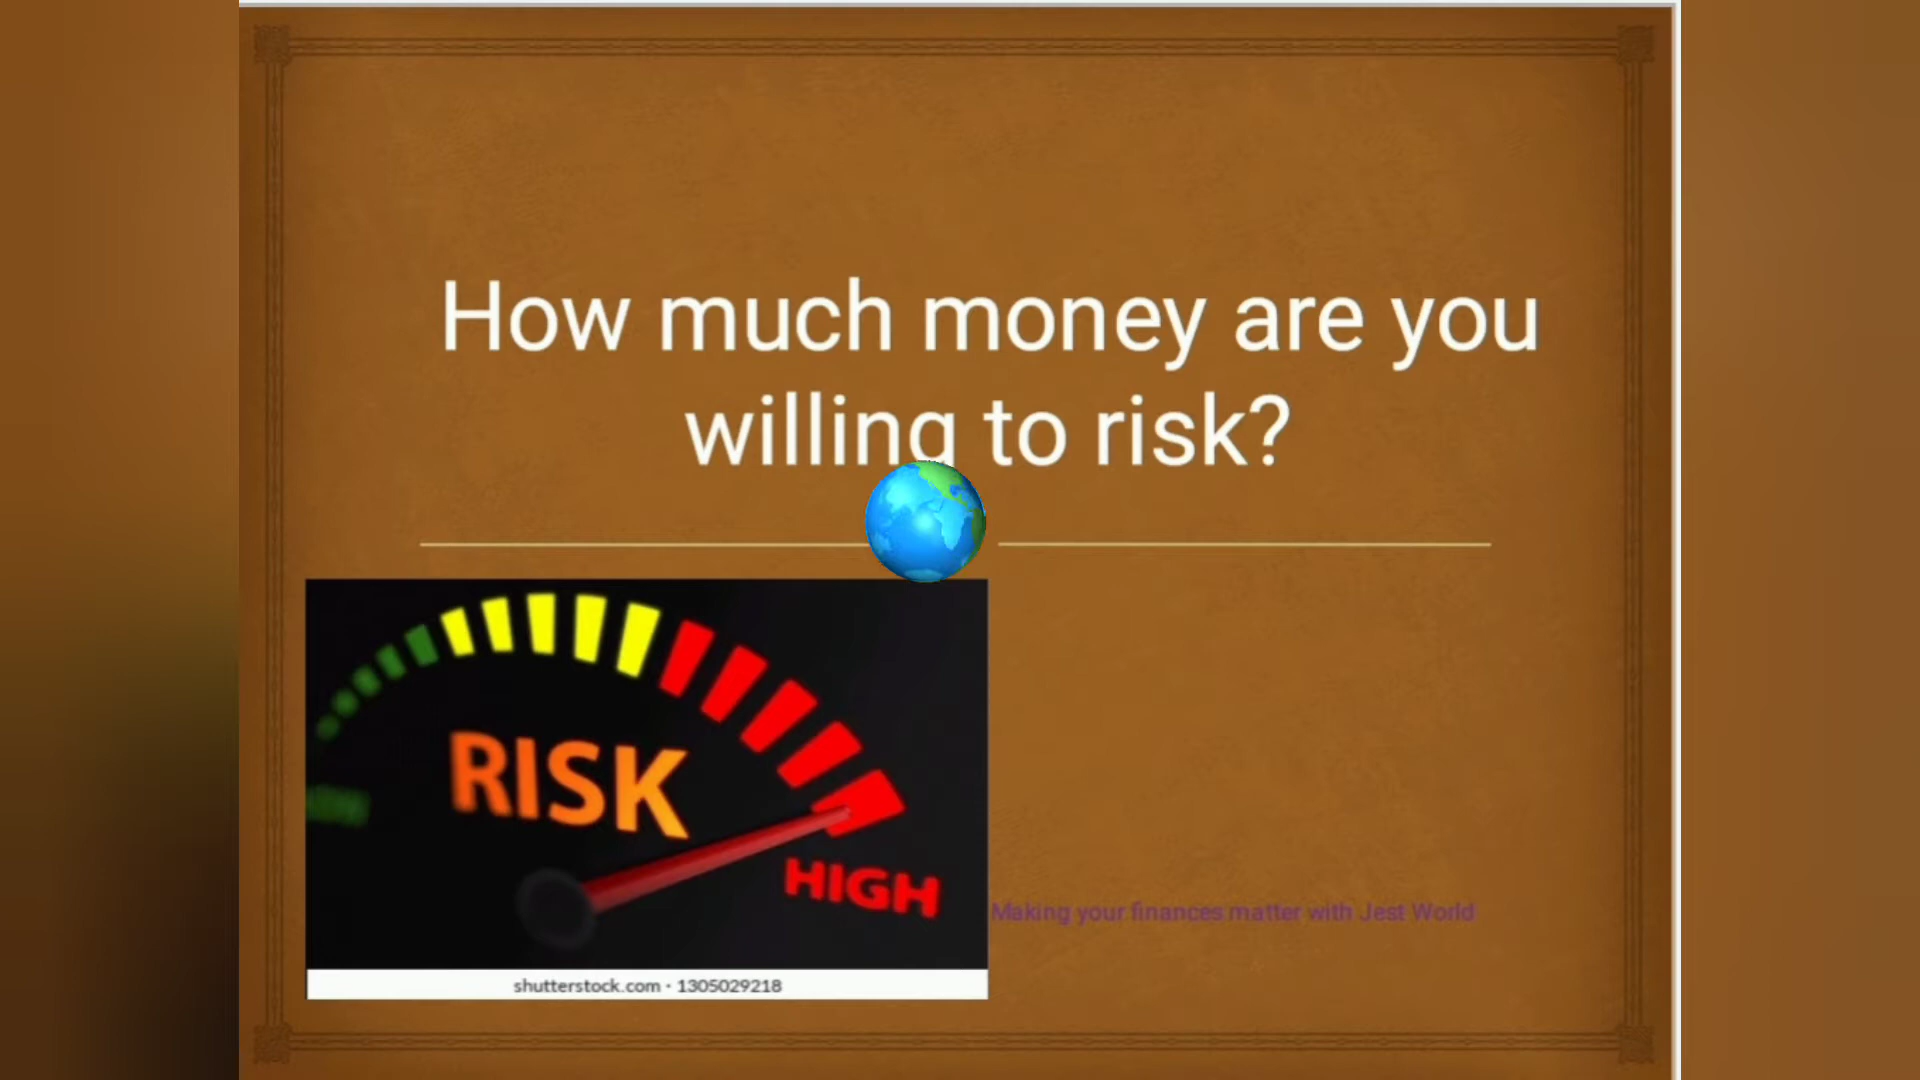 How much money are you
willing to risk?
RISK
HIGH
Making your finances matter with Jest World
shutterstock.com · 1305029218